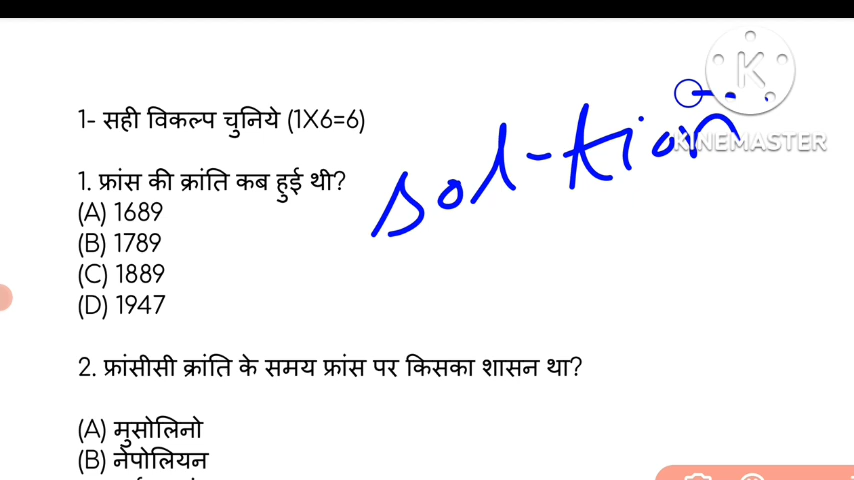 1- सही विकल्प चुनिये (1X6=6)
sol-tion
K
KINEMASTER
1. फ्रांस की क्रांति कब हुई थी?
(A) 1689
(B) 1789
(C) 1889
(D) 1947
2. फ्रांसीसी क्रांति के समय फ्रांस पर किसका शासन था?
(A) मुसोलिनो
(B) नेपोलियन